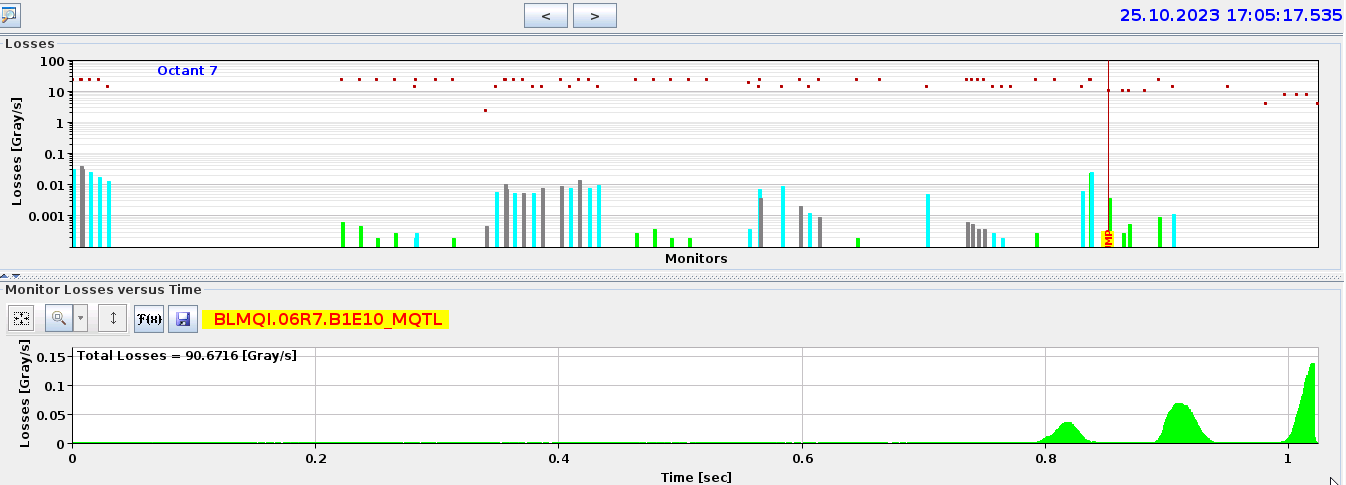 < >
25.10.2023 17:05:17.535
Losses
Octant 7
Losses [Gray/s]
100
10
1
0.1
0.01
0.001
Monitors
Monitor Losses versus Time
F(x)
BLMQI.06R7.B1E10_MQTL
Total Losses = 90.6716 [Gray/s]
Losses [Gray/s]
0.15
0.1
0.05
0
0 0.2 0.4 0.6 0.8 1
Time [sec]